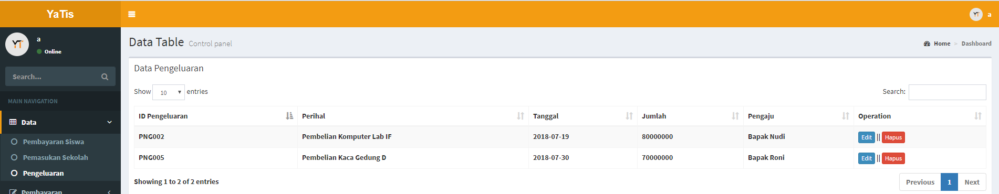 YaTis
YT a
YT a
Online
Search...
MAIN NAVIGATION
Data
Pembayaran Siswa
Pemasukan Sekolah
Pengeluaran
Pembayaran
Data Table Control panel
Home > Dashboard
Data Pengeluaran
Show 10 entries Search:
ID Pengeluaran Perihal Tanggal Jumlah Pengaju Operation
PNG002 Pembelian Komputer Lab IF 2018-07-19 80000000 Bapak Nudi Edit || Hapus
PNG005 Pembelian Kaca Gedung D 2018-07-30 70000000 Bapak Roni Edit || Hapus
Showing 1 to 2 of 2 entries Previous 1 Next